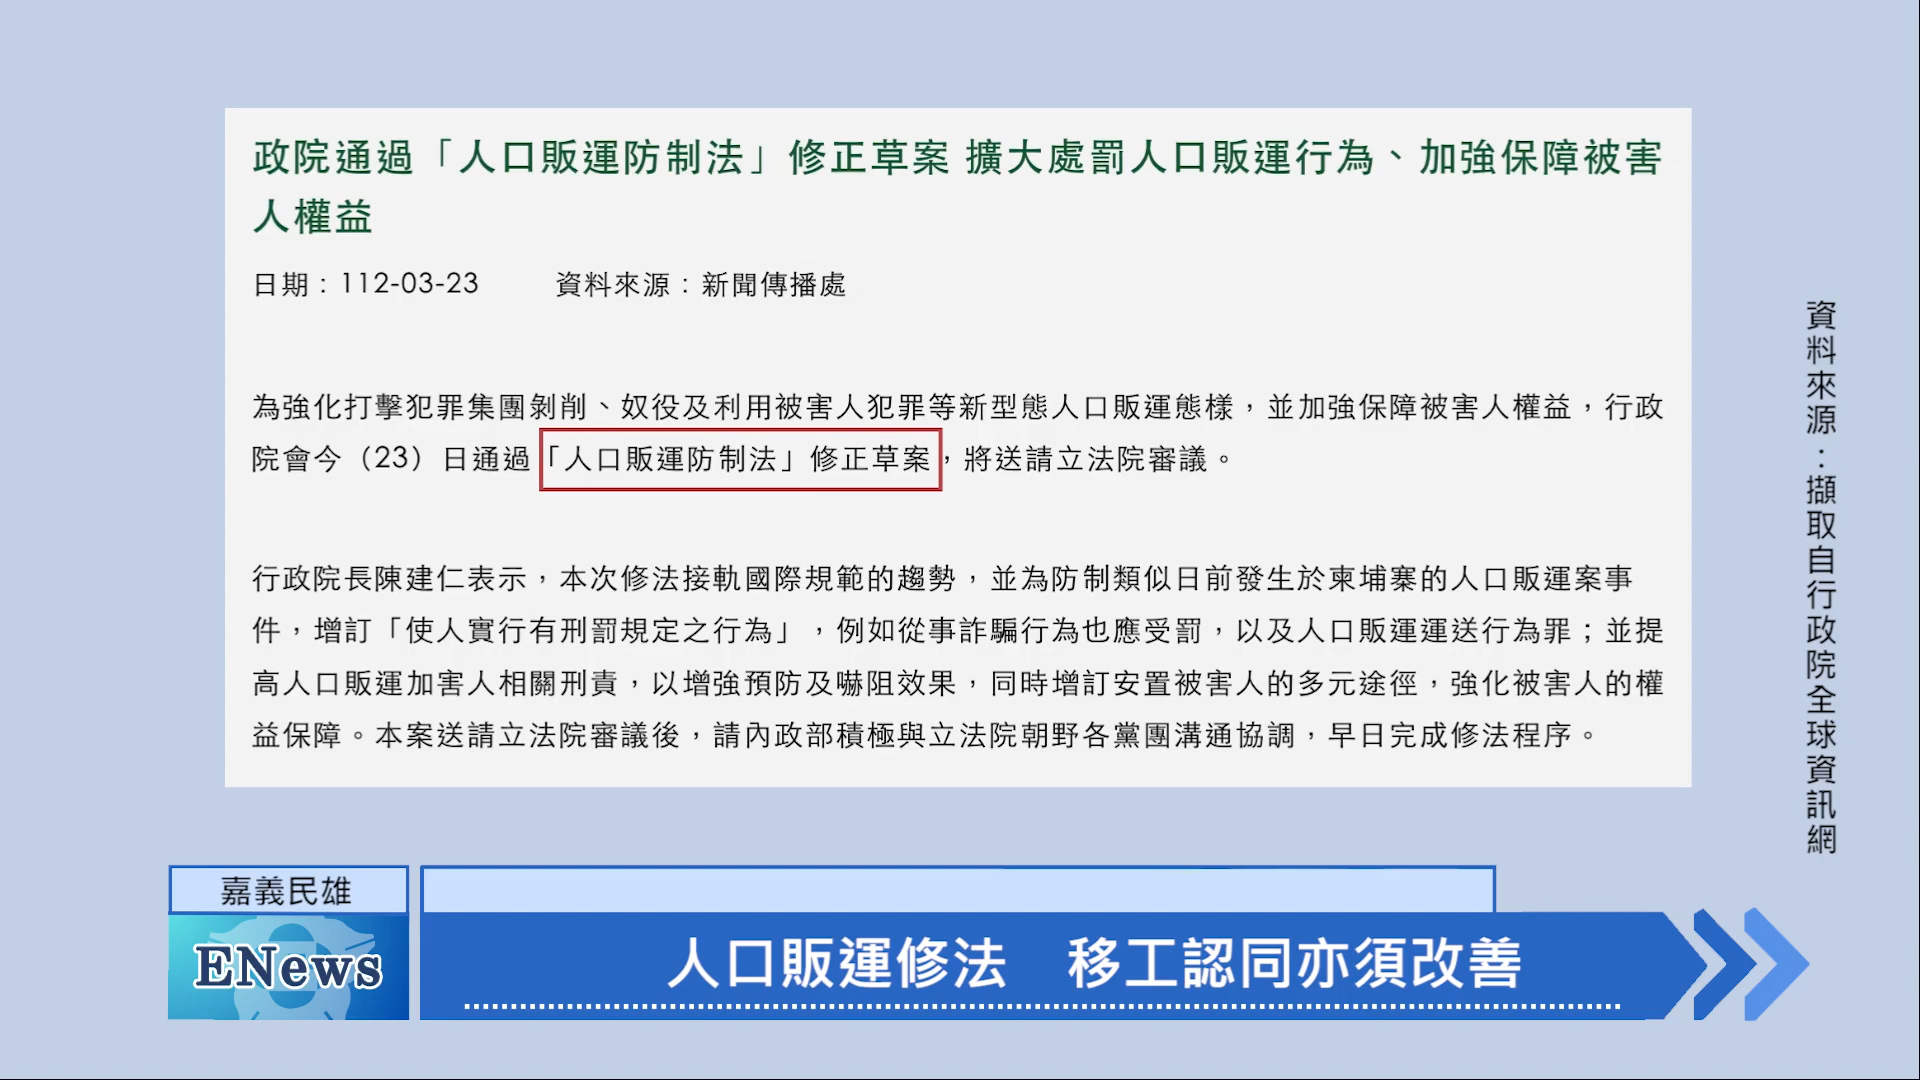 政院通過「人口販運防制法」修正草案 擴大處罰人口販運行為、加強保障被害
人權益
日期：112-03-23 資料來源：新聞傳播處
為強化打擊犯罪集團剝削、奴役及利用被害人犯罪等新型態人口販運態樣，並加強保障被害人權益，行政
院會今（23）日通過「人口販運防制法」修正草案，將送請立法院審議。
行政院長陳建仁表示，本次修法接軌國際規範的趨勢，並為防制類似日前發生於柬埔寨的人口販運案事
件，增訂「使人實行有刑罰規定之行為」，例如從事詐騙行為也應受罰，以及人口販運運送行為罪；並提
高人口販運加害人相關刑責，以增強預防及嚇阻效果，同時增訂安置被害人的多元途徑，強化被害人的權
益保障。本案送請立法院審議後，請內政部積極與立法院朝野各黨團溝通協調，早日完成修法程序。
資料來源：擷取自行政院全球資訊網
嘉義民雄
ENews
人口販運修法 移工認同亦須改善